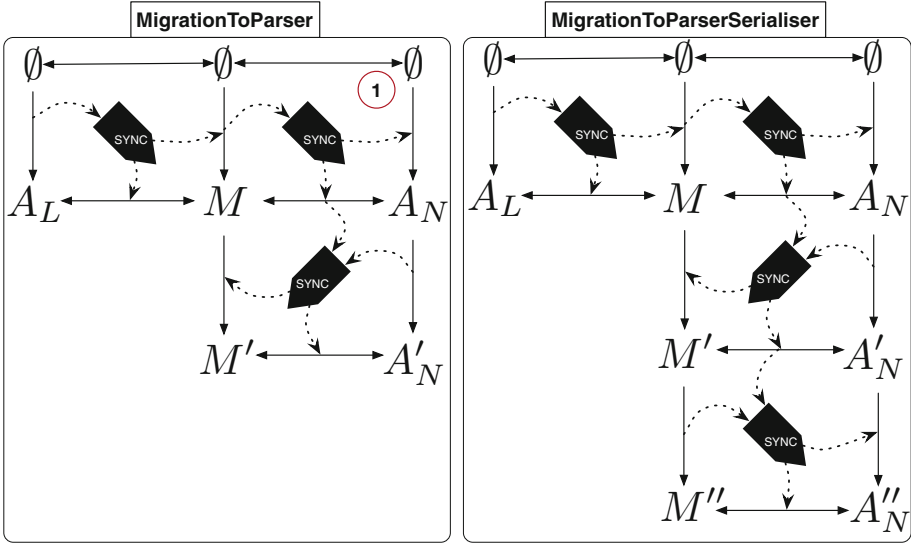 MigrationToParser
∅ ∅ ∅
1
SYNC SYNC
A_L M A_N
SYNC
M′ A′_N
MigrationToParserSerialiser
∅ ∅ ∅
SYNC SYNC
A_L M A_N
SYNC
M′ A′_N
SYNC
M″ A″_N